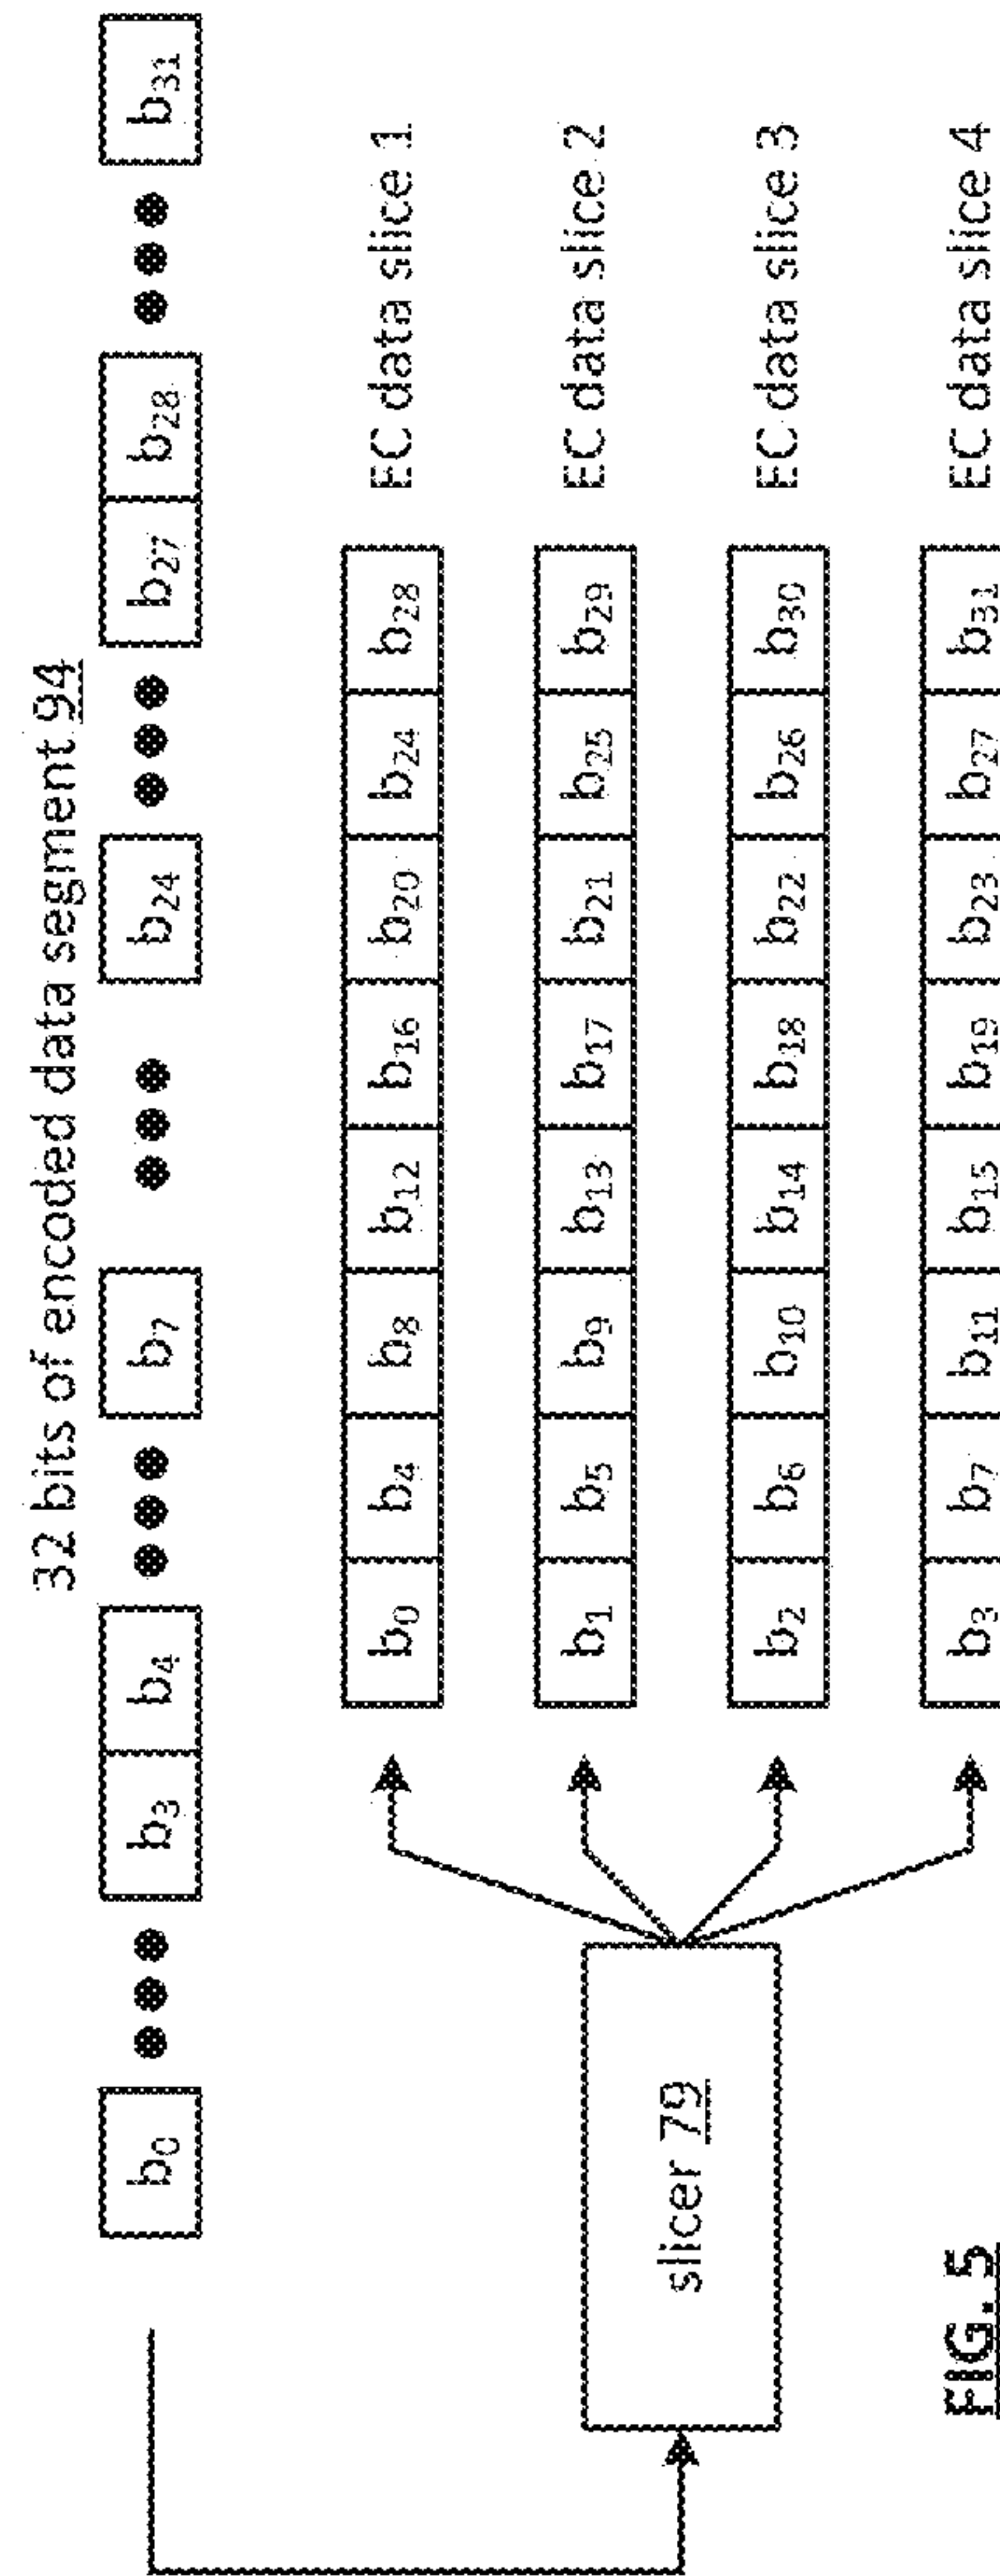 32 bits of encoded data segment 94
b0 ••• b3 b4 ••• b7 ••• b24 ••• b27 b28 ••• b31
b0 b4 b8 b12 b16 b20 b24 b28 EC data slice 1
b1 b5 b9 b13 b17 b21 b25 b29 EC data slice 2
slicer 79
b2 b6 b10 b14 b18 b22 b26 b30 EC data slice 3
b3 b7 b11 b15 b19 b23 b27 b31 EC data slice 4
FIG. 5